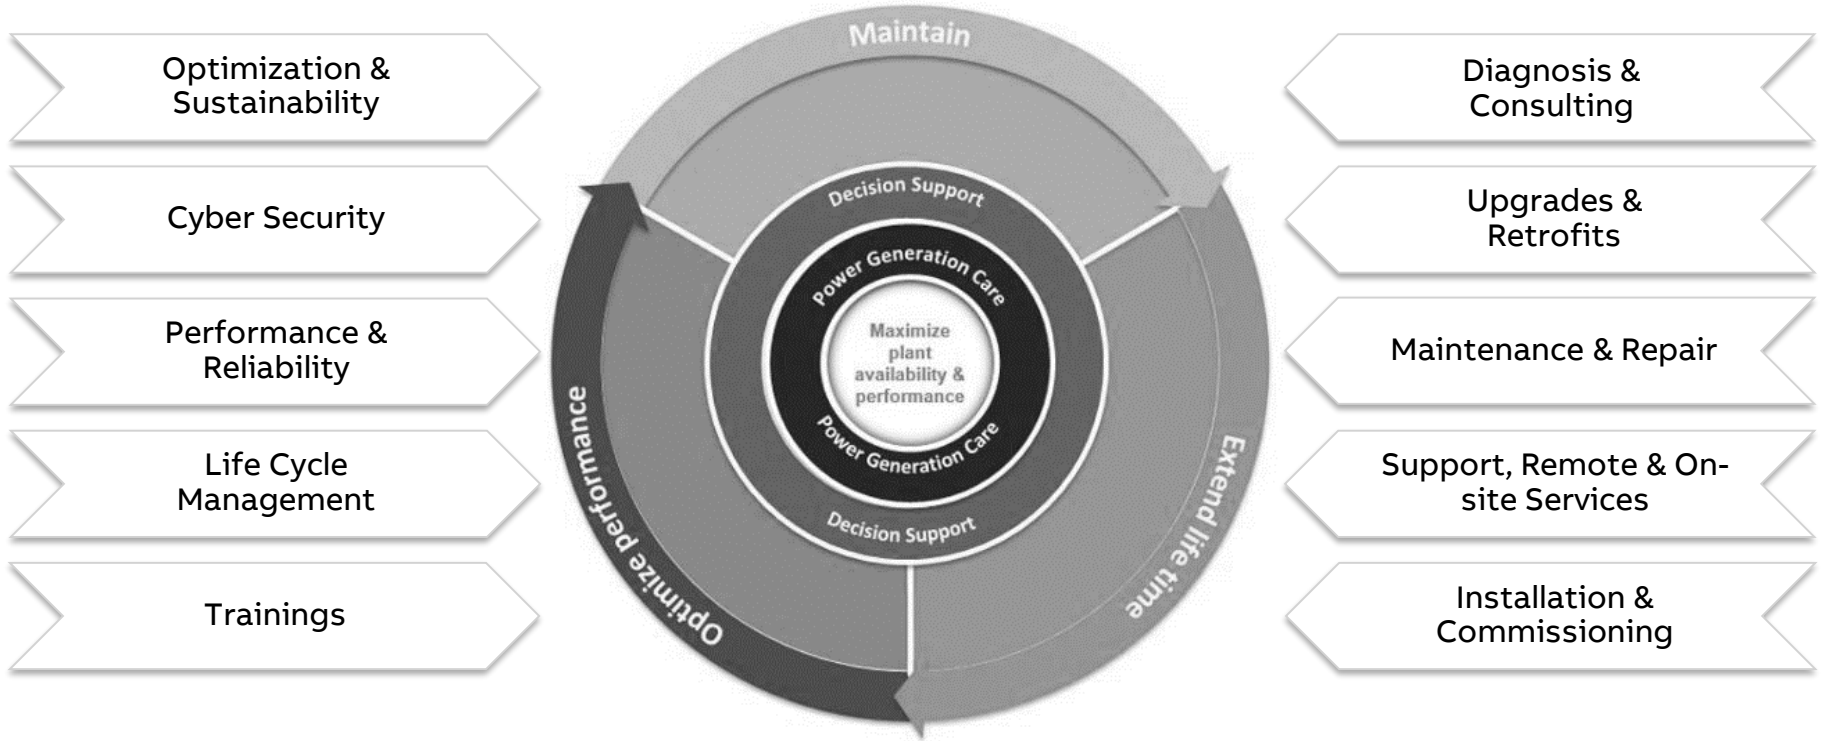 Optimization &
Sustainability
Cyber Security
Performance &
Reliability
Life Cycle
Management
Trainings
Maintain
Decision Support
Power Generation Care
Maximize
plant
availability &
performance
Power Generation Care
Decision Support
Optimize performance
Extend life time
Diagnosis &
Consulting
Upgrades &
Retrofits
Maintenance & Repair
Support, Remote & On-
site Services
Installation &
Commissioning